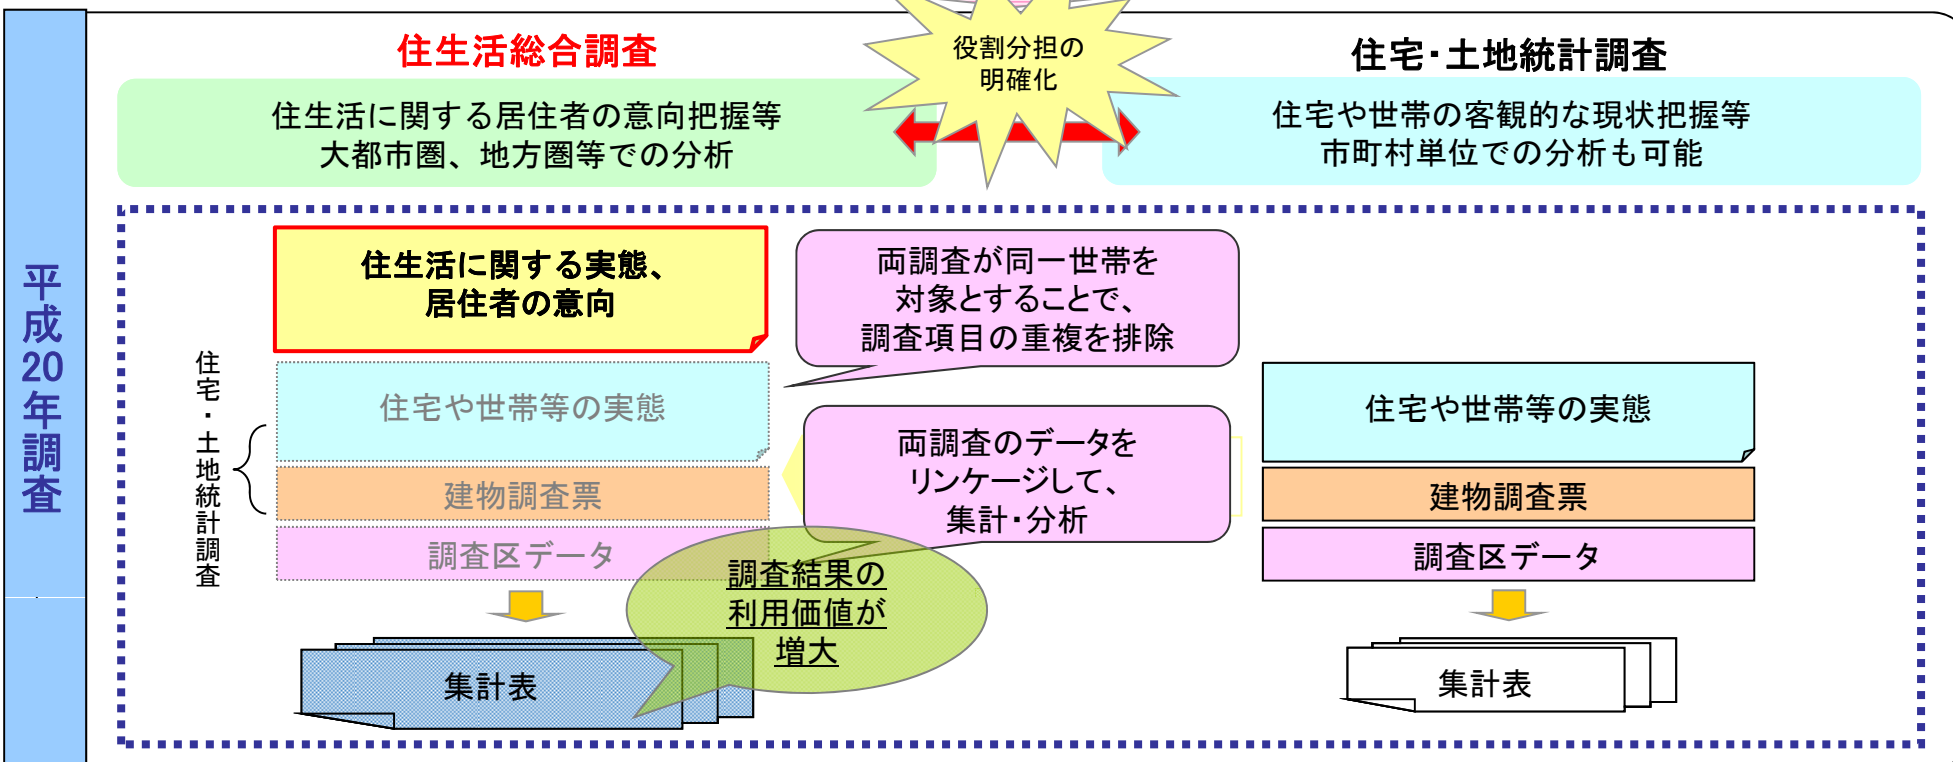 平成20年調査
住生活総合調査
役割分担の
明確化
住宅・土地統計調査
住生活に関する居住者の意向把握等
大都市圏、地方圏等での分析
住宅や世帯の客観的な現状把握等
市町村単位での分析も可能
住生活に関する実態、
居住者の意向
両調査が同一世帯を
対象とすることで、
調査項目の重複を排除
住宅・土地統計調査
住宅や世帯等の実態
建物調査票
調査区データ
両調査のデータを
リンケージして、
集計・分析
住宅や世帯等の実態
建物調査票
調査区データ
調査結果の
利用価値が
増大
集計表
集計表